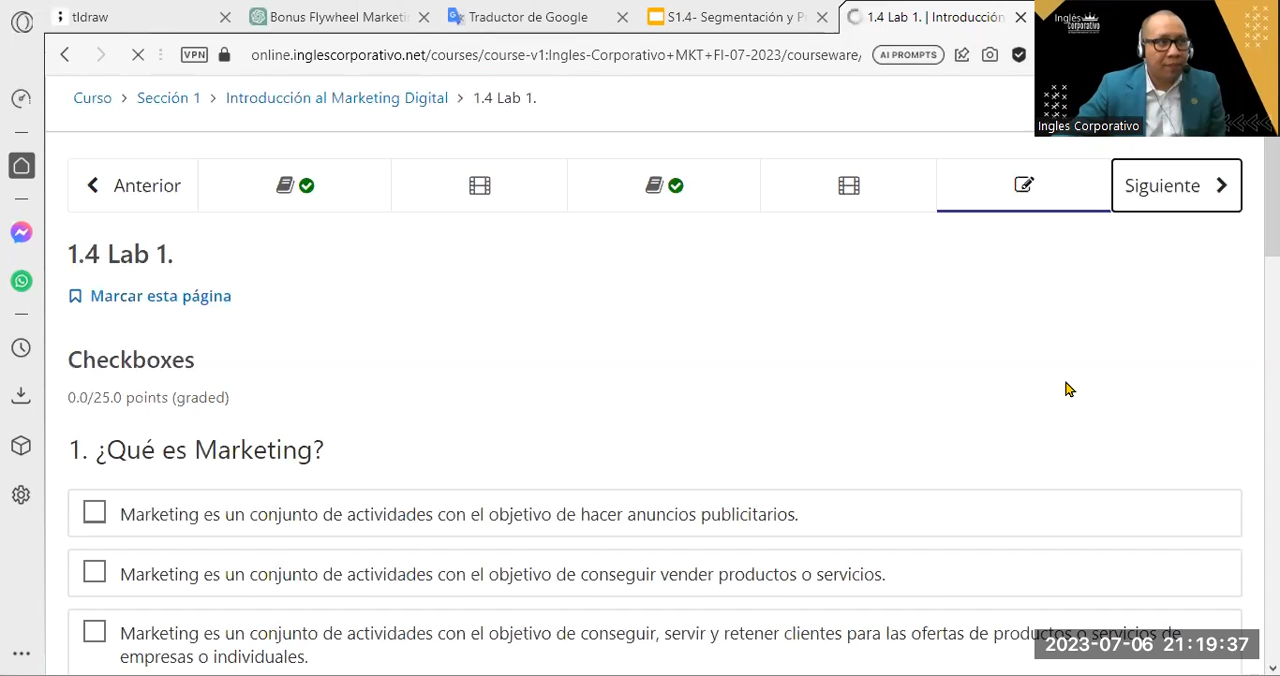 tldraw
Bonus Flywheel Marketi
Traductor de Google
S1.4- Segmentación y P
1.4 Lab 1. | Introducción
VPN
online.inglescorporativo.net/courses/course-v1:Ingles-Corporativo+MKT+FI-07-2023/courseware/
AI PROMPTS
Inglés
Corporativo
Ingles Corporativo
Curso > Sección 1 > Introducción al Marketing Digital > 1.4 Lab 1.
Anterior
Siguiente
1.4 Lab 1.
Marcar esta página
Checkboxes
0.0/25.0 points (graded)
1. ¿Qué es Marketing?
Marketing es un conjunto de actividades con el objetivo de hacer anuncios publicitarios.
Marketing es un conjunto de actividades con el objetivo de conseguir vender productos o servicios.
Marketing es un conjunto de actividades con el objetivo de conseguir, servir y retener clientes para las ofertas de productos o servicios de
empresas o individuales.
2023-07-06 21:19:37